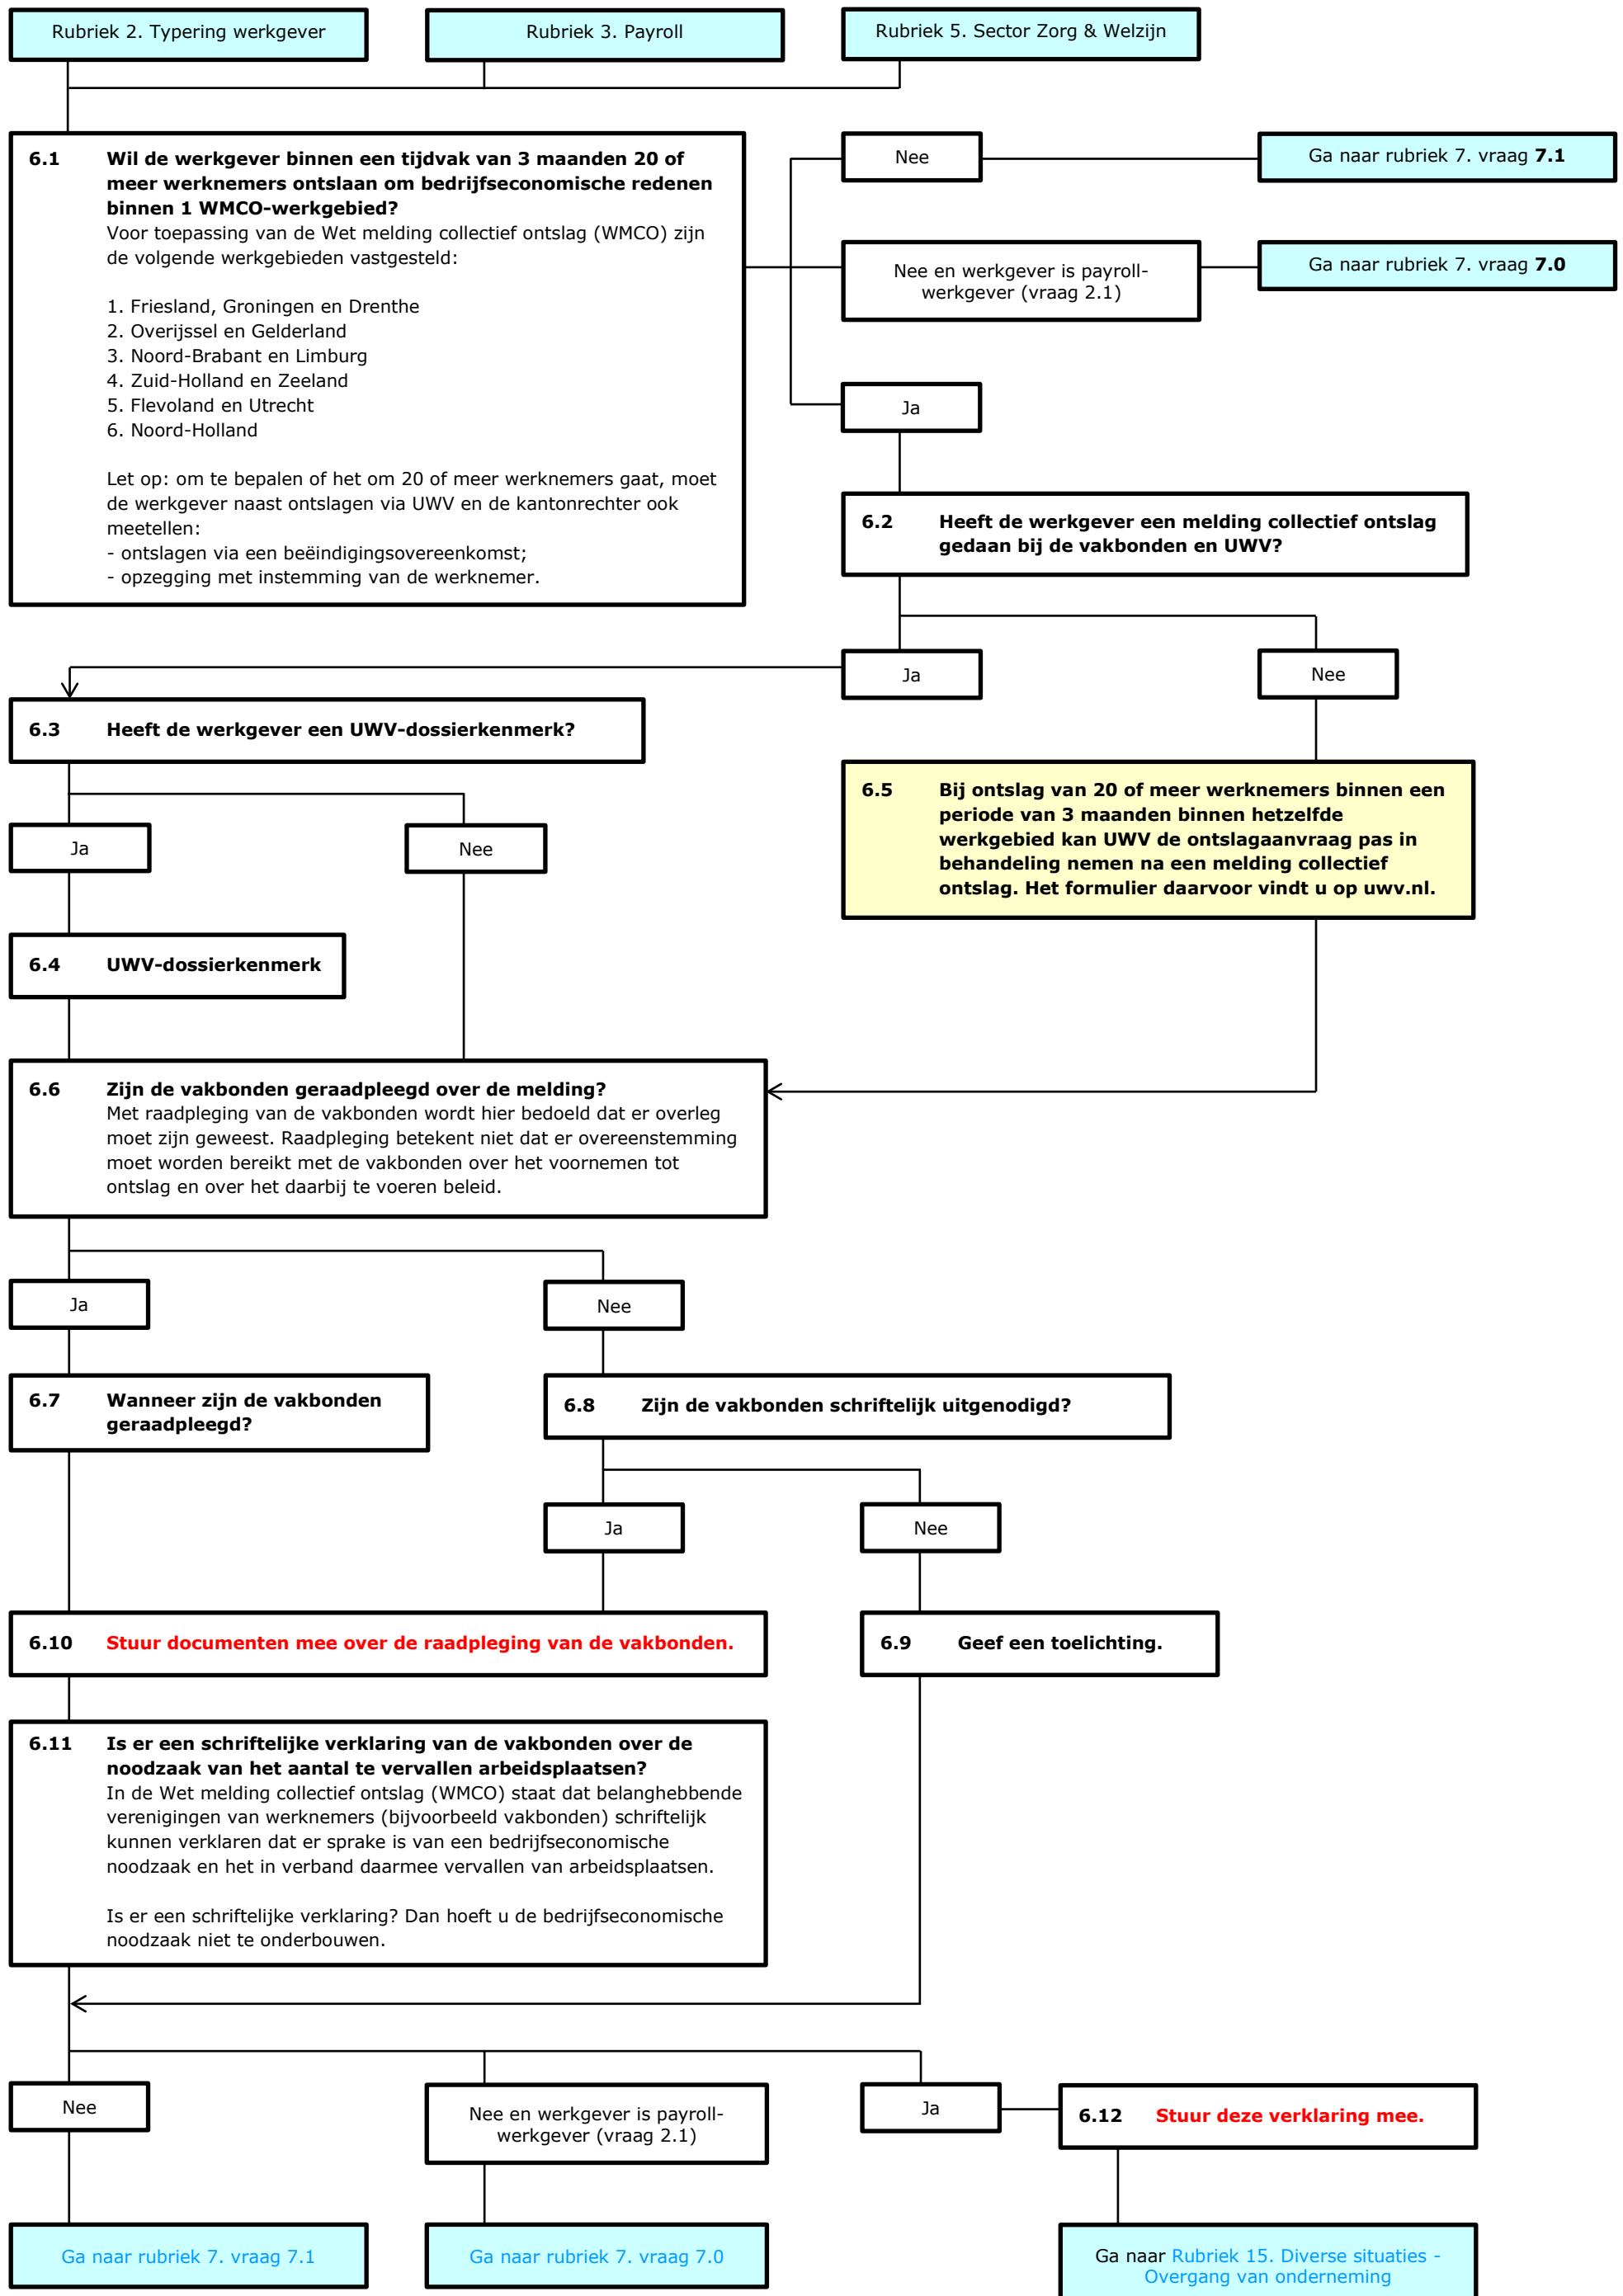 Rubriek 2. Typering werkgever
Rubriek 3. Payroll
Rubriek 5. Sector Zorg & Welzijn
6.1 Wil de werkgever binnen een tijdvak van 3 maanden 20 of
meer werknemers ontslaan om bedrijfseconomische redenen
binnen 1 WMCO-werkgebied?
Voor toepassing van de Wet melding collectief ontslag (WMCO) zijn
de volgende werkgebieden vastgesteld:
1. Friesland, Groningen en Drenthe
2. Overijssel en Gelderland
3. Noord-Brabant en Limburg
4. Zuid-Holland en Zeeland
5. Flevoland en Utrecht
6. Noord-Holland
Let op: om te bepalen of het om 20 of meer werknemers gaat, moet
de werkgever naast ontslagen via UWV en de kantonrechter ook
meetellen:
- ontslagen via een beëindigingsovereenkomst;
- opzegging met instemming van de werknemer.
Nee
Ga naar rubriek 7. vraag 7.1
Nee en werkgever is payroll-
werkgever (vraag 2.1)
Ga naar rubriek 7. vraag 7.0
Ja
6.2 Heeft de werkgever een melding collectief ontslag
gedaan bij de vakbonden en UWV?
Ja
Nee
6.3 Heeft de werkgever een UWV-dossierkenmerk?
6.5 Bij ontslag van 20 of meer werknemers binnen een
periode van 3 maanden binnen hetzelfde
werkgebied kan UWV de ontslagaanvraag pas in
behandeling nemen na een melding collectief
ontslag. Het formulier daarvoor vindt u op uwv.nl.
Ja
Nee
6.4 UWV-dossierkenmerk
6.6 Zijn de vakbonden geraadpleegd over de melding?
Met raadpleging van de vakbonden wordt hier bedoeld dat er overleg
moet zijn geweest. Raadpleging betekent niet dat er overeenstemming
moet worden bereikt met de vakbonden over het voornemen tot
ontslag en over het daarbij te voeren beleid.
Ja
Nee
6.7 Wanneer zijn de vakbonden
geraadpleegd?
6.8 Zijn de vakbonden schriftelijk uitgenodigd?
Ja
Nee
6.10 Stuur documenten mee over de raadpleging van de vakbonden.
6.9 Geef een toelichting.
6.11 Is er een schriftelijke verklaring van de vakbonden over de
noodzaak van het aantal te vervallen arbeidsplaatsen?
In de Wet melding collectief ontslag (WMCO) staat dat belanghebbende
verenigingen van werknemers (bijvoorbeeld vakbonden) schriftelijk
kunnen verklaren dat er sprake is van een bedrijfseconomische
noodzaak en het in verband daarmee vervallen van arbeidsplaatsen.
Is er een schriftelijke verklaring? Dan hoeft u de bedrijfseconomische
noodzaak niet te onderbouwen.
Nee
Nee en werkgever is payroll-
werkgever (vraag 2.1)
Ja
6.12 Stuur deze verklaring mee.
Ga naar rubriek 7. vraag 7.1
Ga naar rubriek 7. vraag 7.0
Ga naar Rubriek 15. Diverse situaties -
Overgang van onderneming